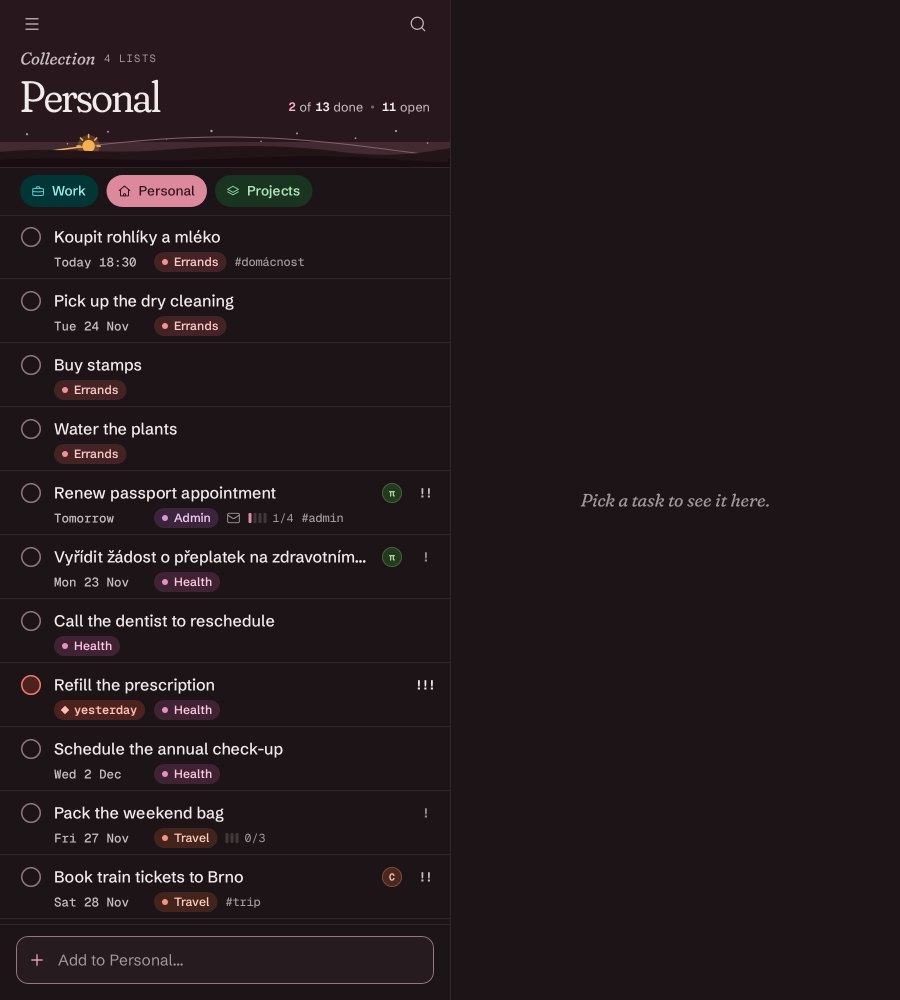 Collection 4 LISTS
Personal
2 of 13 done • 11 open
Work Personal Projects
Koupit rohlíky a mléko
Today 18:30 Errands #domácnost
Pick up the dry cleaning
Tue 24 Nov Errands
Buy stamps
Errands
Water the plants
Errands
Renew passport appointment π !!
Tomorrow Admin 1/4 #admin
Vyřídit žádost o přeplatek na zdravotním… π !
Mon 23 Nov Health
Call the dentist to reschedule
Health
Refill the prescription !!!
yesterday Health
Schedule the annual check-up
Wed 2 Dec Health
Pack the weekend bag !
Fri 27 Nov Travel 0/3
Book train tickets to Brno C !!
Sat 28 Nov Travel #trip
Add to Personal…
Pick a task to see it here.